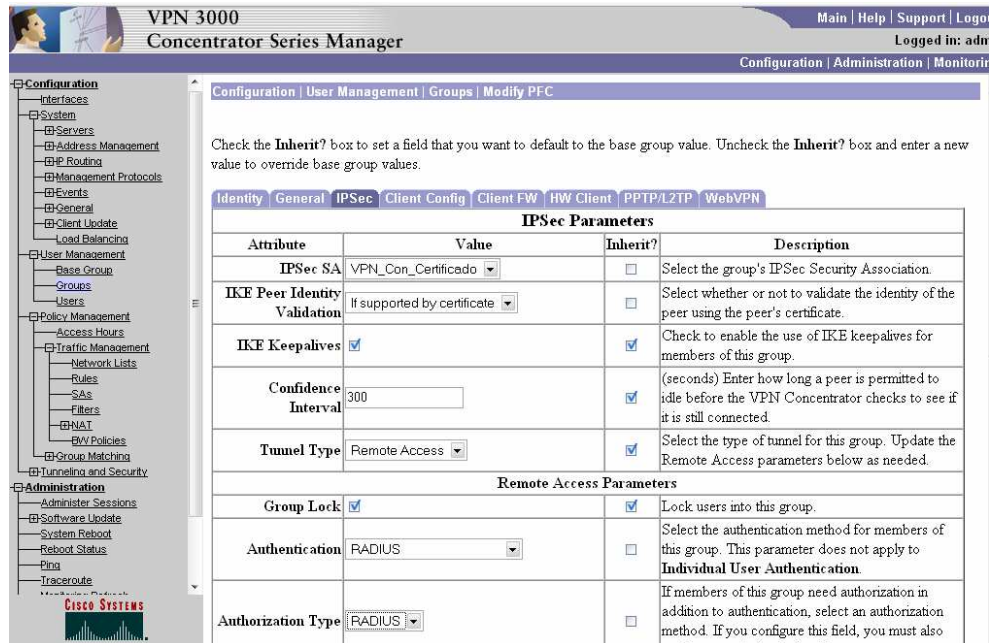 VPN 3000
Concentrator Series Manager
Main | Help | Support | Logou
Logged in: adm
Configuration | Administration | Monitorin
Configuration
Interfaces
System
Servers
Address Management
IP Routing
Management Protocols
Events
General
Client Update
Load Balancing
User Management
Base Group
Groups
Users
Policy Management
Access Hours
Traffic Management
Network Lists
Rules
SAs
Filters
NAT
BW Policies
Group Matching
Tunneling and Security
Administration
Administer Sessions
Software Update
System Reboot
Reboot Status
Ping
Traceroute
CISCO SYSTEMS
Configuration | User Management | Groups | Modify PFC
Check the Inherit? box to set a field that you want to default to the base group value. Uncheck the Inherit? box and enter a new
value to override base group values.
Identity General IPSec Client Config Client FW HW Client PPTP/L2TP WebVPN
IPSec Parameters
Attribute Value Inherit? Description
IPSec SA VPN_Con_Certificado Select the group's IPSec Security Association.
IKE Peer Identity
Validation
If supported by certificate
Select whether or not to validate the identity of the
peer using the peer's certificate.
IKE Keepalives
Check to enable the use of IKE keepalives for
members of this group.
Confidence
Interval
300
(seconds) Enter how long a peer is permitted to
idle before the VPN Concentrator checks to see if
it is still connected.
Tunnel Type Remote Access
Select the type of tunnel for this group. Update the
Remote Access parameters below as needed.
Remote Access Parameters
Group Lock Lock users into this group.
Authentication RADIUS
Select the authentication method for members of
this group. This parameter does not apply to
Individual User Authentication.
Authorization Type RADIUS
If members of this group need authorization in
addition to authentication, select an authorization
method. If you configure this field, you must also